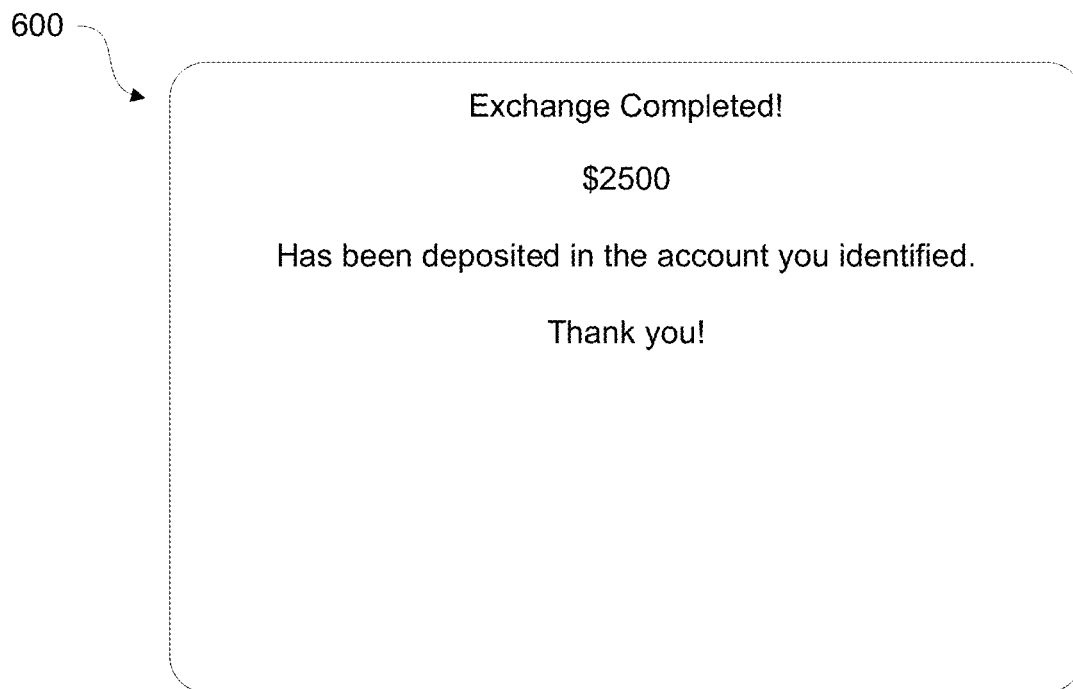 600
Exchange Completed!
$2500
Has been deposited in the account you identified.
Thank you!